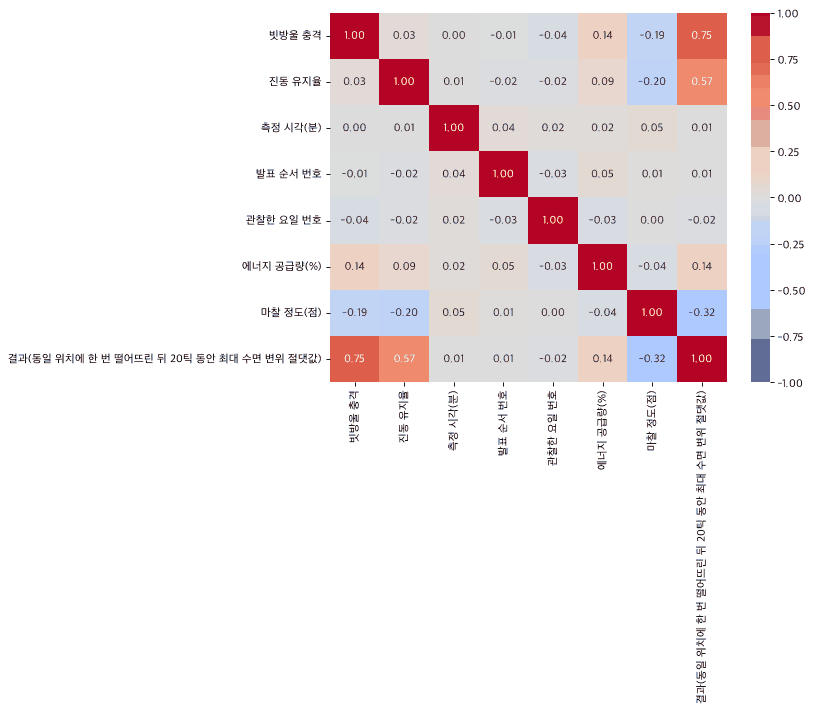 빗방울 충격 1.00 0.03 0.00 -0.01 -0.04 0.14 -0.19 0.75
진동 유지율 0.03 1.00 0.01 -0.02 -0.02 0.09 -0.20 0.57
측정 시각(분) 0.00 0.01 1.00 0.04 0.02 0.02 0.05 0.01
발표 순서 번호 -0.01 -0.02 0.04 1.00 -0.03 0.05 0.01 0.01
관찰한 요일 번호 -0.04 -0.02 0.02 -0.03 1.00 -0.03 0.00 -0.02
에너지 공급량(%) 0.14 0.09 0.02 0.05 -0.03 1.00 -0.04 0.14
마찰 정도(점) -0.19 -0.20 0.05 0.01 0.00 -0.04 1.00 -0.32
결과(동일 위치에 한 번 떨어뜨린 뒤 20틱 동안 최대 수면 변위 절댓값) 0.75 0.57 0.01 0.01 -0.02 0.14 -0.32 1.00
빗방울 충격
진동 유지율
측정 시각(분)
발표 순서 번호
관찰한 요일 번호
에너지 공급량(%)
마찰 정도(점)
결과(동일 위치에 한 번 떨어뜨린 뒤 20틱 동안 최대 수면 변위 절댓값)
1.00
0.75
0.50
0.25
0.00
-0.25
-0.50
-0.75
-1.00